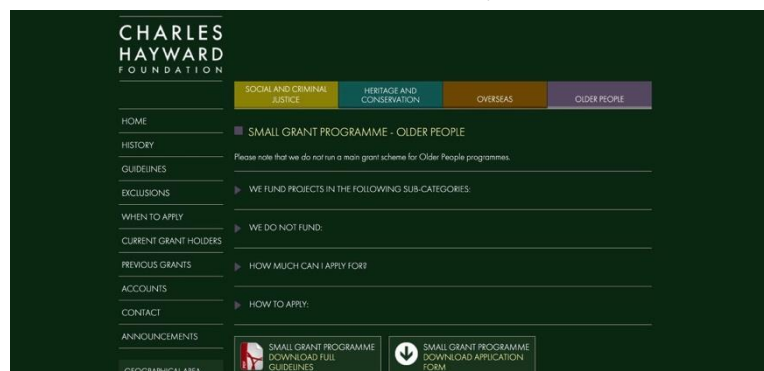 CHARLES
HAYWARD
FOUNDATION
SOCIAL AND CRIMINAL
JUSTICE
HERITAGE AND
CONSERVATION
OVERSEAS
OLDER PEOPLE
HOME
HISTORY
GUIDELINES
EXCLUSIONS
WHEN TO APPLY
CURRENT GRANT HOLDERS
PREVIOUS GRANTS
ACCOUNTS
CONTACT
ANNOUNCEMENTS
GEOGRAPHICAL AREA
SMALL GRANT PROGRAMME - OLDER PEOPLE
Please note that we do not run a main grant scheme for Older People programmes.
WE FUND PROJECTS IN THE FOLLOWING SUB-CATEGORIES:
WE DO NOT FUND:
HOW MUCH CAN I APPLY FOR?
HOW TO APPLY:
SMALL GRANT PROGRAMME
DOWNLOAD FULL
GUIDELINES
SMALL GRANT PROGRAMME
DOWNLOAD APPLICATION
FORM